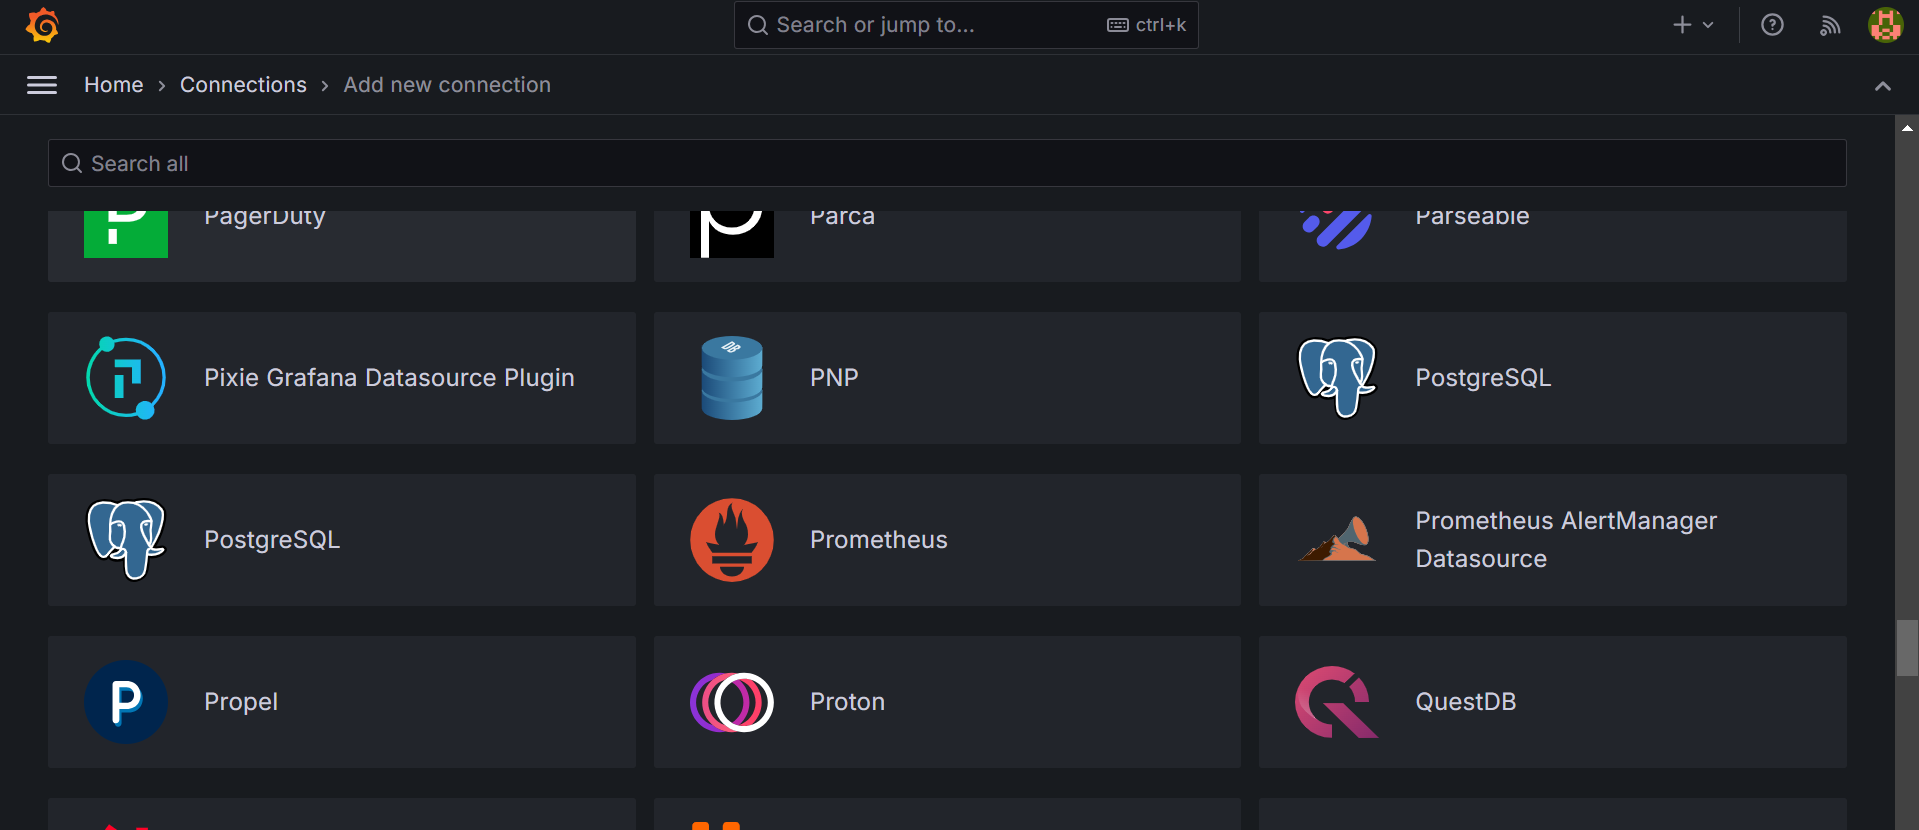 Search or jump to... ctrl+k
Home › Connections › Add new connection
Search all
PagerDuty
Parca
Parseable
Pixie Grafana Datasource Plugin
DB
PNP
PostgreSQL
PostgreSQL
Prometheus
Prometheus AlertManager
Datasource
Propel
Proton
QuestDB